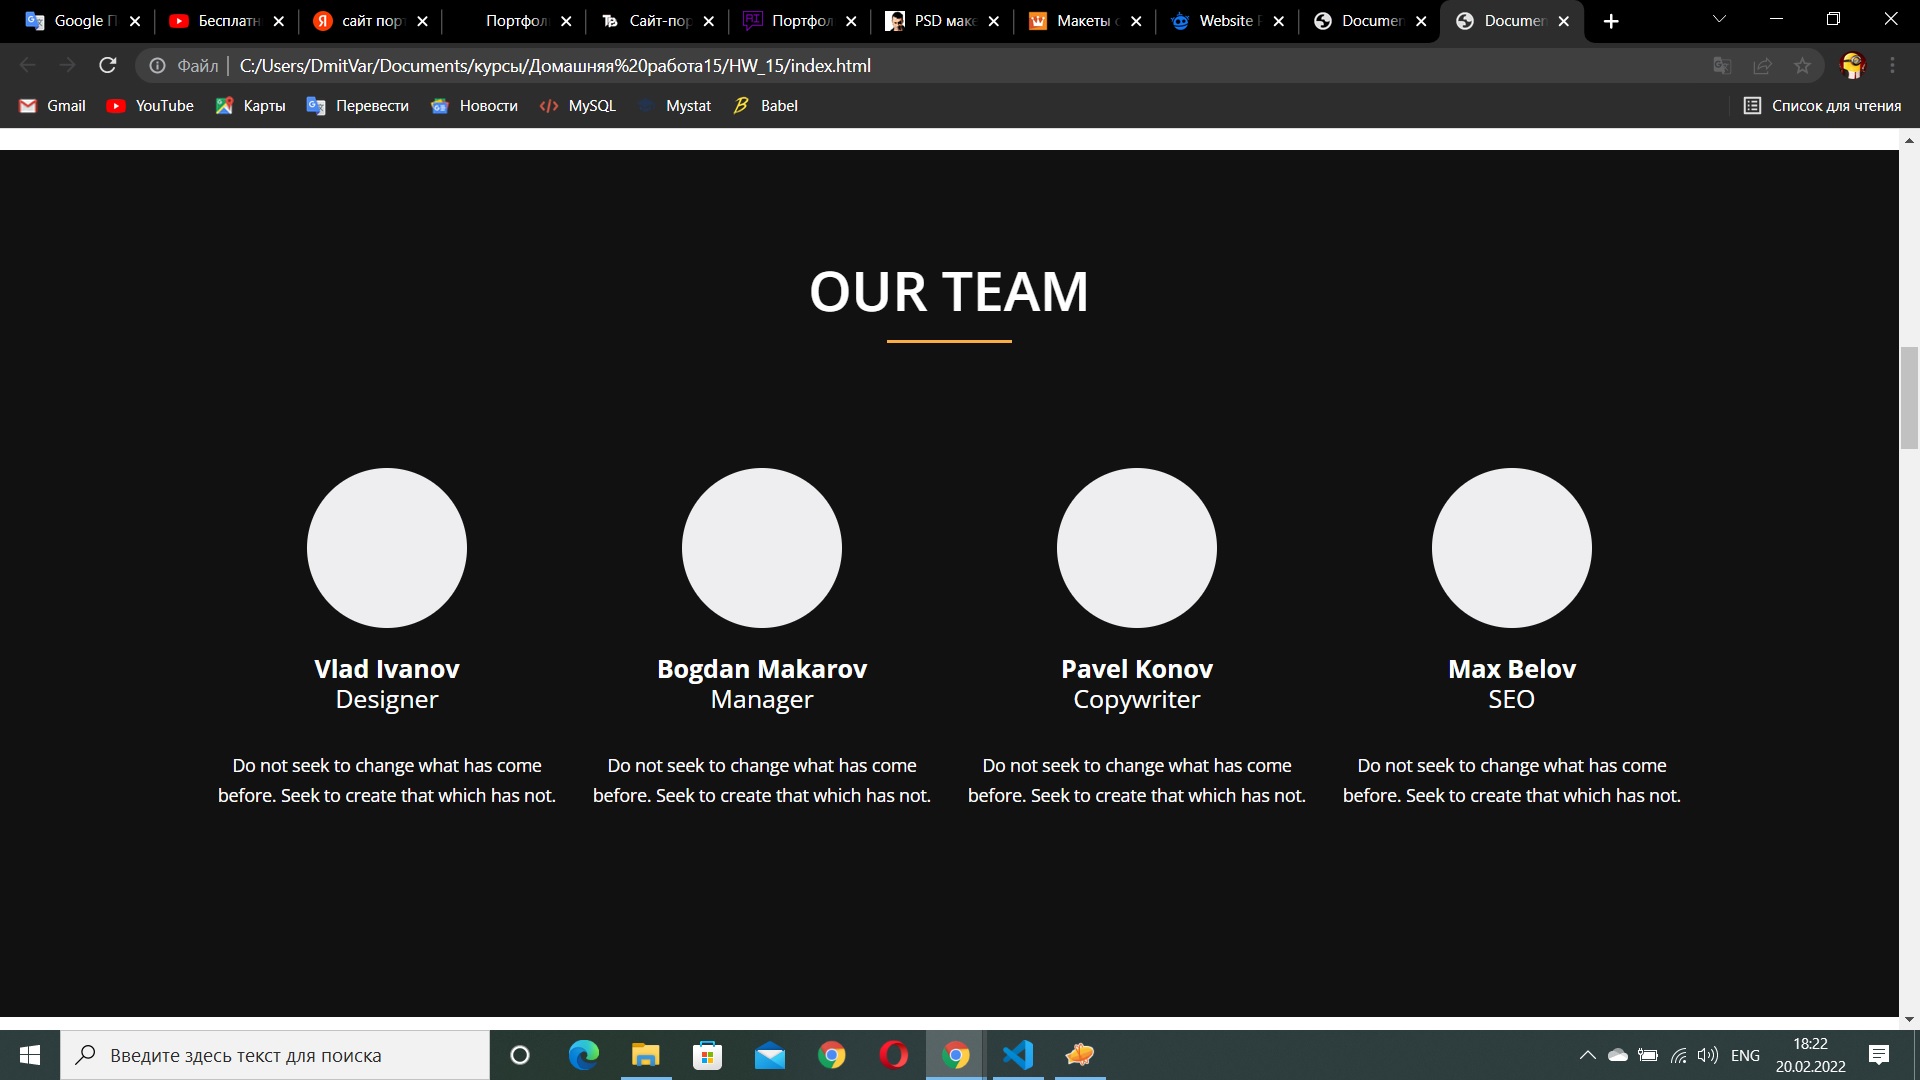 Google П
Бесплатн
сайт порт
Портфол
Сайт-пор
Портфол
PSD маке
Макеты с
Website
Documen
Documen
Файл | C:/Users/DmitVar/Documents/курсы/Домашняя%20работа15/HW_15/index.html
Gmail
YouTube
Карты
Перевести
Новости
MySQL
Mystat
Babel
Список для чтения
OUR TEAM
Vlad Ivanov
Designer
Do not seek to change what has come
before. Seek to create that which has not.
Bogdan Makarov
Manager
Do not seek to change what has come
before. Seek to create that which has not.
Pavel Konov
Copywriter
Do not seek to change what has come
before. Seek to create that which has not.
Max Belov
SEO
Do not seek to change what has come
before. Seek to create that which has not.
Введите здесь текст для поиска
ENG
18:22
20.02.2022